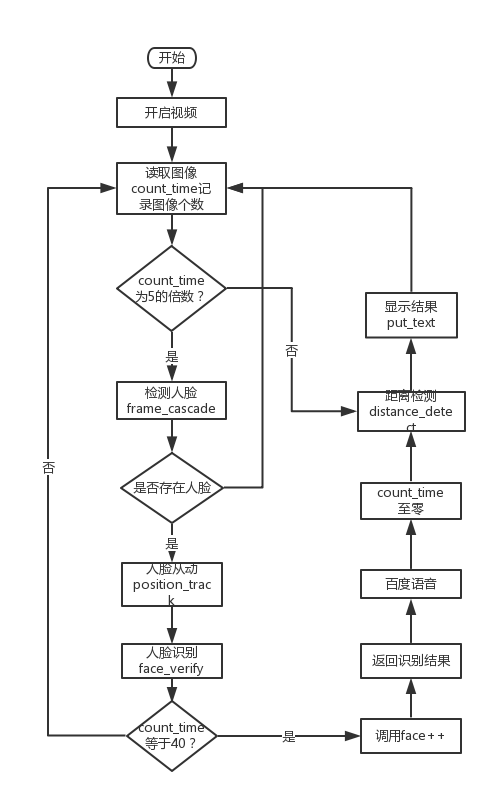 开始
开启视频
读取图像
count_time记
录图像个数
count_time
为5的倍数？
是
否
检测人脸
frame_cascade
是否存在人脸
是
人脸从动
position_trac
k
人脸识别
face_verify
count_time
等于40？
否
是
调用face++
返回识别结果
百度语音
count_time
至零
距离检测
distance_dete
ct
显示结果
put_text